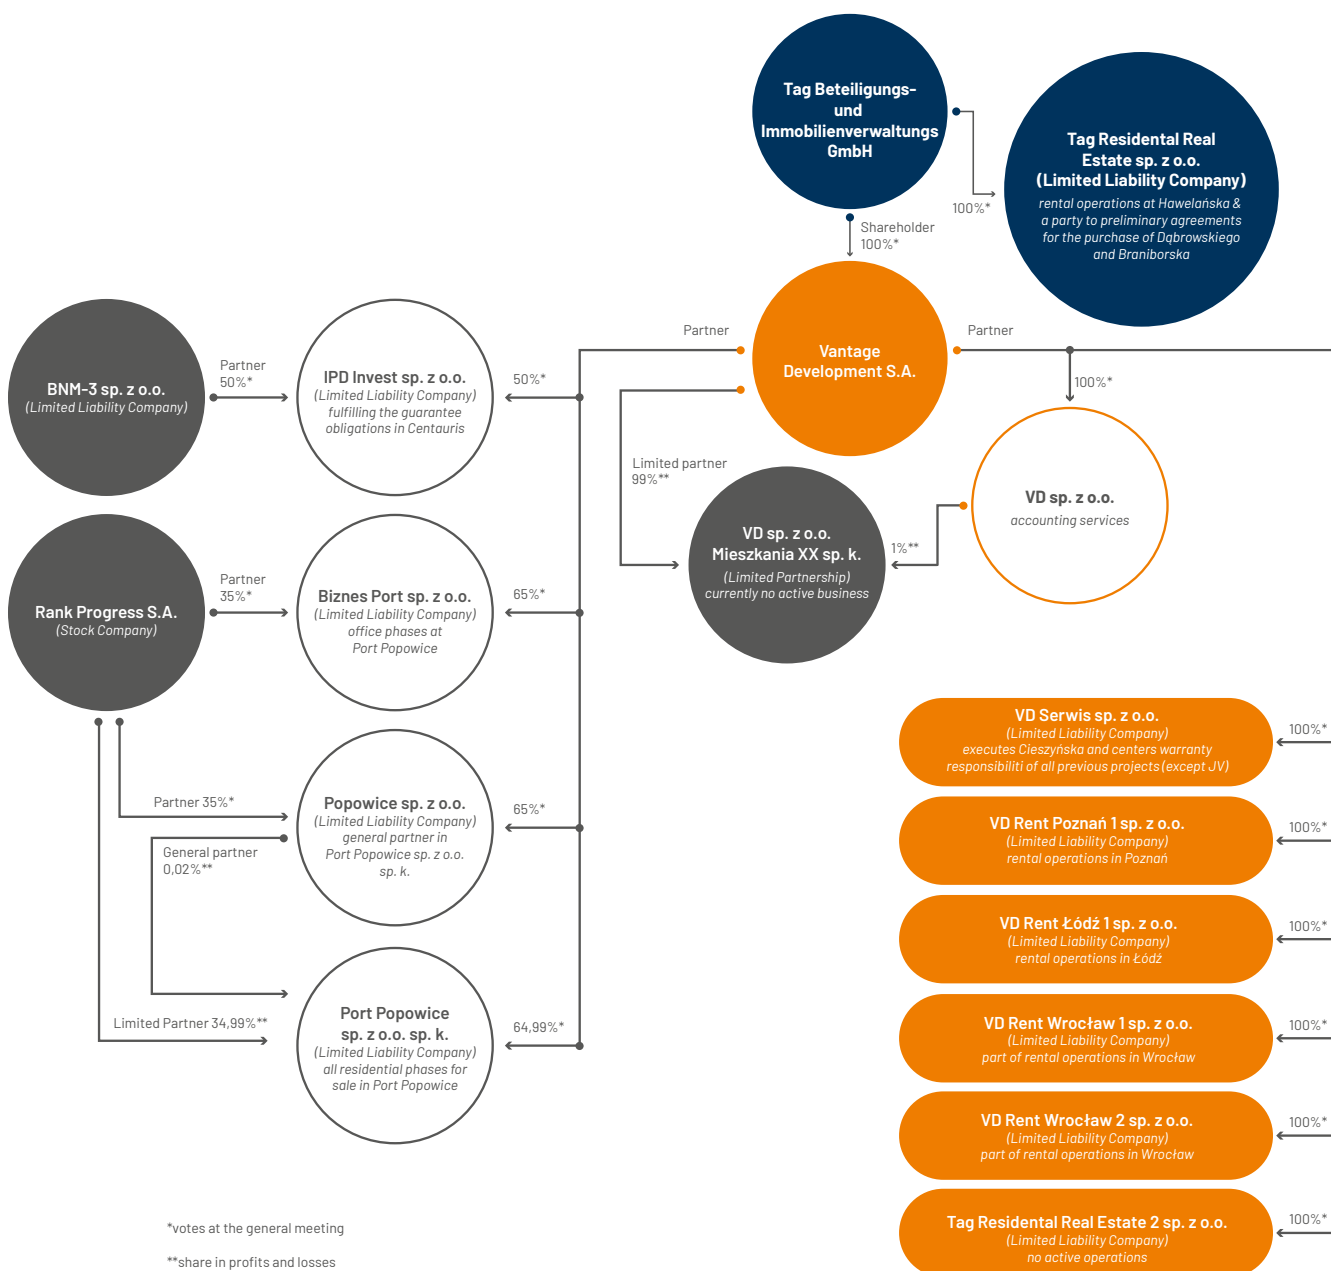 Tag Beteiligungs-
und
Immobilienverwaltungs
GmbH
Tag Residental Real
Estate sp. z o.o.
(Limited Liability Company)
rental operations at Hawelańska &
a party to preliminary agreements
for the purchase of Dąbrowskiego
and Braniborska
100%*
Shareholder
100%*
Partner
Vantage
Development S.A.
Partner
BNM-3 sp. z o.o.
(Limited Liability Company)
Partner
50%*
IPD Invest sp. z o.o.
(Limited Liability Company)
fulfilling the guarantee
obligations in Centauris
50%*
100%*
Limited partner
99%**
VD sp. z o.o.
accounting services
VD sp. z o.o.
Mieszkania XX sp. k.
(Limited Partnership)
currently no active business
1%**
Rank Progress S.A.
(Stock Company)
Partner
35%*
Biznes Port sp. z o.o.
(Limited Liability Company)
office phases at
Port Popowice
65%*
Partner 35%*
Popowice sp. z o.o.
(Limited Liability Company)
general partner in
Port Popowice sp. z o.o.
sp. k.
65%*
General partner
0,02%**
Limited Partner 34,99%**
Port Popowice
sp. z o.o. sp. k.
(Limited Liability Company)
all residential phases for
sale in Port Popowice
64,99%*
VD Serwis sp. z o.o.
(Limited Liability Company)
executes Cieszyńska and centers warranty
responsibiliti of all previous projects (except JV)
100%*
VD Rent Poznań 1 sp. z o.o.
(Limited Liability Company)
rental operations in Poznań
100%*
VD Rent Łódź 1 sp. z o.o.
(Limited Liability Company)
rental operations in Łódź
100%*
VD Rent Wrocław 1 sp. z o.o.
(Limited Liability Company)
part of rental operations in Wrocław
100%*
VD Rent Wrocław 2 sp. z o.o.
(Limited Liability Company)
part of rental operations in Wrocław
100%*
Tag Residental Real Estate 2 sp. z o.o.
(Limited Liability Company)
no active operations
100%*
*votes at the general meeting
**share in profits and losses